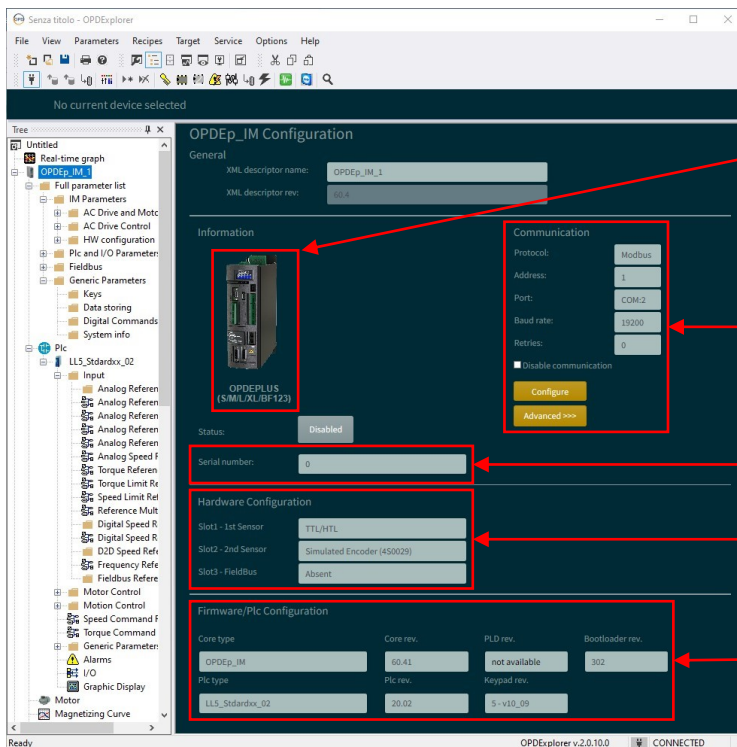 Senza titolo - OPDExplorer
File View Parameters Recipes Target Service Options Help
No current device selected
Tree
Untitled
Real-time graph
OPDEp_IM_1
Full parameter list
IM Parameters
AC Drive and Motc
AC Drive Control
HW configuration
Plc and I/O Parameter:
Fieldbus
Generic Parameters
Keys
Data storing
Digital Commands
System info
Plc
LL5_Stdardxx_02
Input
Analog Referen
Analog Referen
Analog Referen
Analog Referen
Analog Referen
Analog Speed F
Torque Referen
Torque Limit Re
Speed Limit Rel
Reference Mult
Digital Speed R
Digital Speed R
D2D Speed Refe
Frequency Refe
Fieldbus Refere
Motor Control
Motion Control
Speed Command F
Torque Command
Generic Parameter:
Alarms
I/O
Graphic Display
Motor
Magnetizing Curve
OPDEp_IM Configuration
General
XML descriptor name: OPDEp_IM_1
XML descriptor rev: 60.4
Information
OPDEPLUS
(S/M/L/XL/BF123)
Status: Disabled
Serial number: 0
Communication
Protocol: Modbus
Address: 1
Port: COM:2
Baud rate: 19200
Retries: 0
Disable communication
Configure
Advanced >>>
Hardware Configuration
Slot1 - 1st Sensor TTL/HTL
Slot2 - 2nd Sensor Simulated Encoder (450029)
Slot3 - FieldBus Absent
Firmware/Plc Configuration
Core type Core rev. PLD rev. Bootloader rev.
OPDEp_IM 60.41 not available 302
Plc type Plc rev. Keypad rev.
LL5_Stdardxx_02 20.02 5 - v10_09
Ready OPDExplorer v.2.0.10.0 CONNECTED